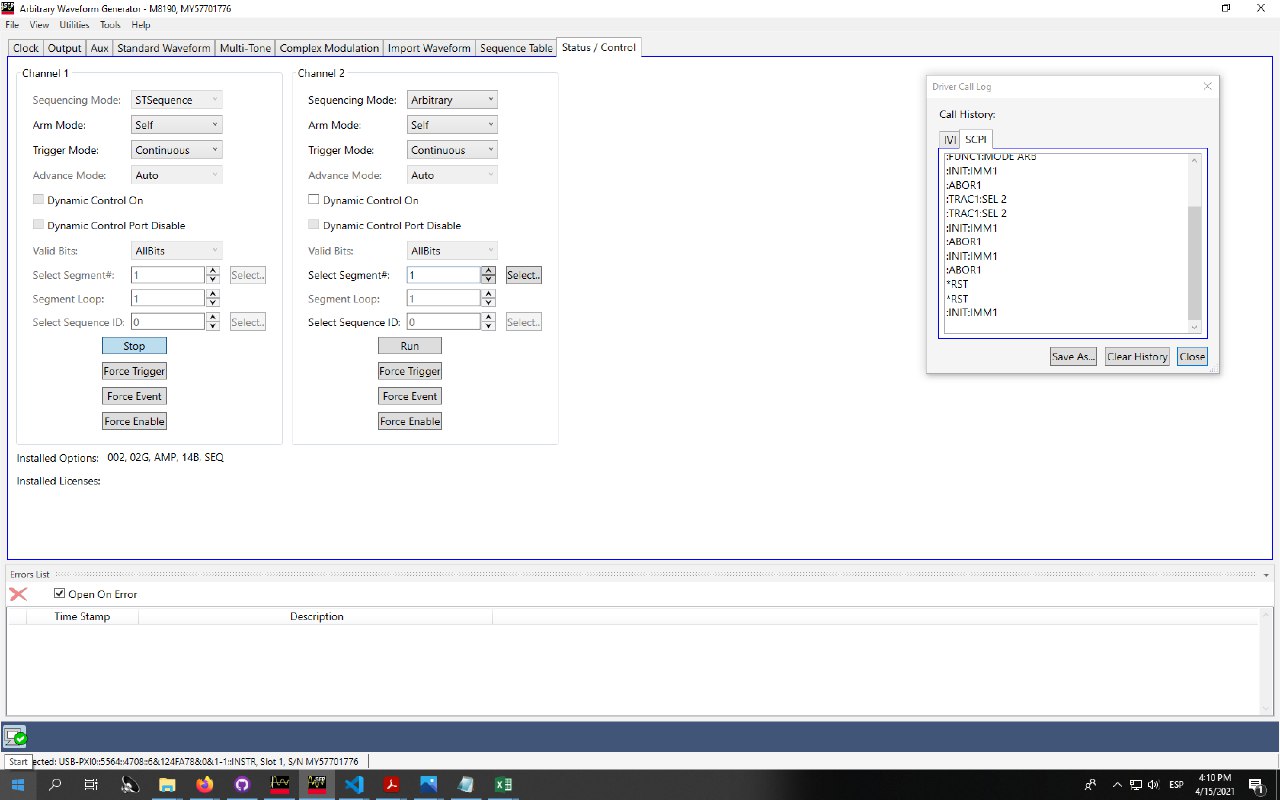 Arbitrary Waveform Generator - M8190, MY57701776
File View Utilities Tools Help
Clock Output Aux Standard Waveform Multi-Tone Complex Modulation Import Waveform Sequence Table Status / Control
Channel 1
Sequencing Mode: STSequence
Arm Mode: Self
Trigger Mode: Continuous
Advance Mode: Auto
Dynamic Control On
Dynamic Control Port Disable
Valid Bits: AllBits
Select Segment#: 1 Select..
Segment Loop: 1
Select Sequence ID: 0 Select..
Stop
Force Trigger
Force Event
Force Enable
Channel 2
Sequencing Mode: Arbitrary
Arm Mode: Self
Trigger Mode: Continuous
Advance Mode: Auto
Dynamic Control On
Dynamic Control Port Disable
Valid Bits: AllBits
Select Segment#: 1 Select..
Segment Loop: 1
Select Sequence ID: 0 Select..
Run
Force Trigger
Force Event
Force Enable
Driver Call Log
Call History:
IVI SCPI
:FUNC1:MODE ARB
:INIT:IMM1
:ABOR1
:TRAC1:SEL 2
:TRAC1:SEL 2
:INIT:IMM1
:ABOR1
:INIT:IMM1
:ABOR1
*RST
*RST
:INIT:IMM1
Save As... Clear History Close
Installed Options: 002, 02G, AMP, 14B, SEQ
Installed Licenses:
Errors List
Open On Error
Time Stamp Description
Start ected: USB-PXI0::5564::4708::6&124FA78&0&1-1::INSTR, Slot 1, S/N MY57701776
ESP
4:10 PM
4/15/2021
1